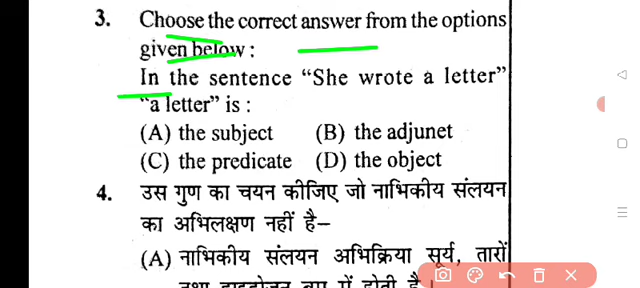 3. Choose the correct answer from the options
given below :
In the sentence “She wrote a letter”
“a letter” is :
(A) the subject (B) the adjunet
(C) the predicate (D) the object
4. उस गुण का चयन कीजिए जो नाभिकीय संलयन
का अभिलक्षण नहीं है–
(A) नाभिकीय संलयन अभिक्रिया सूर्य, तारों
में होती है